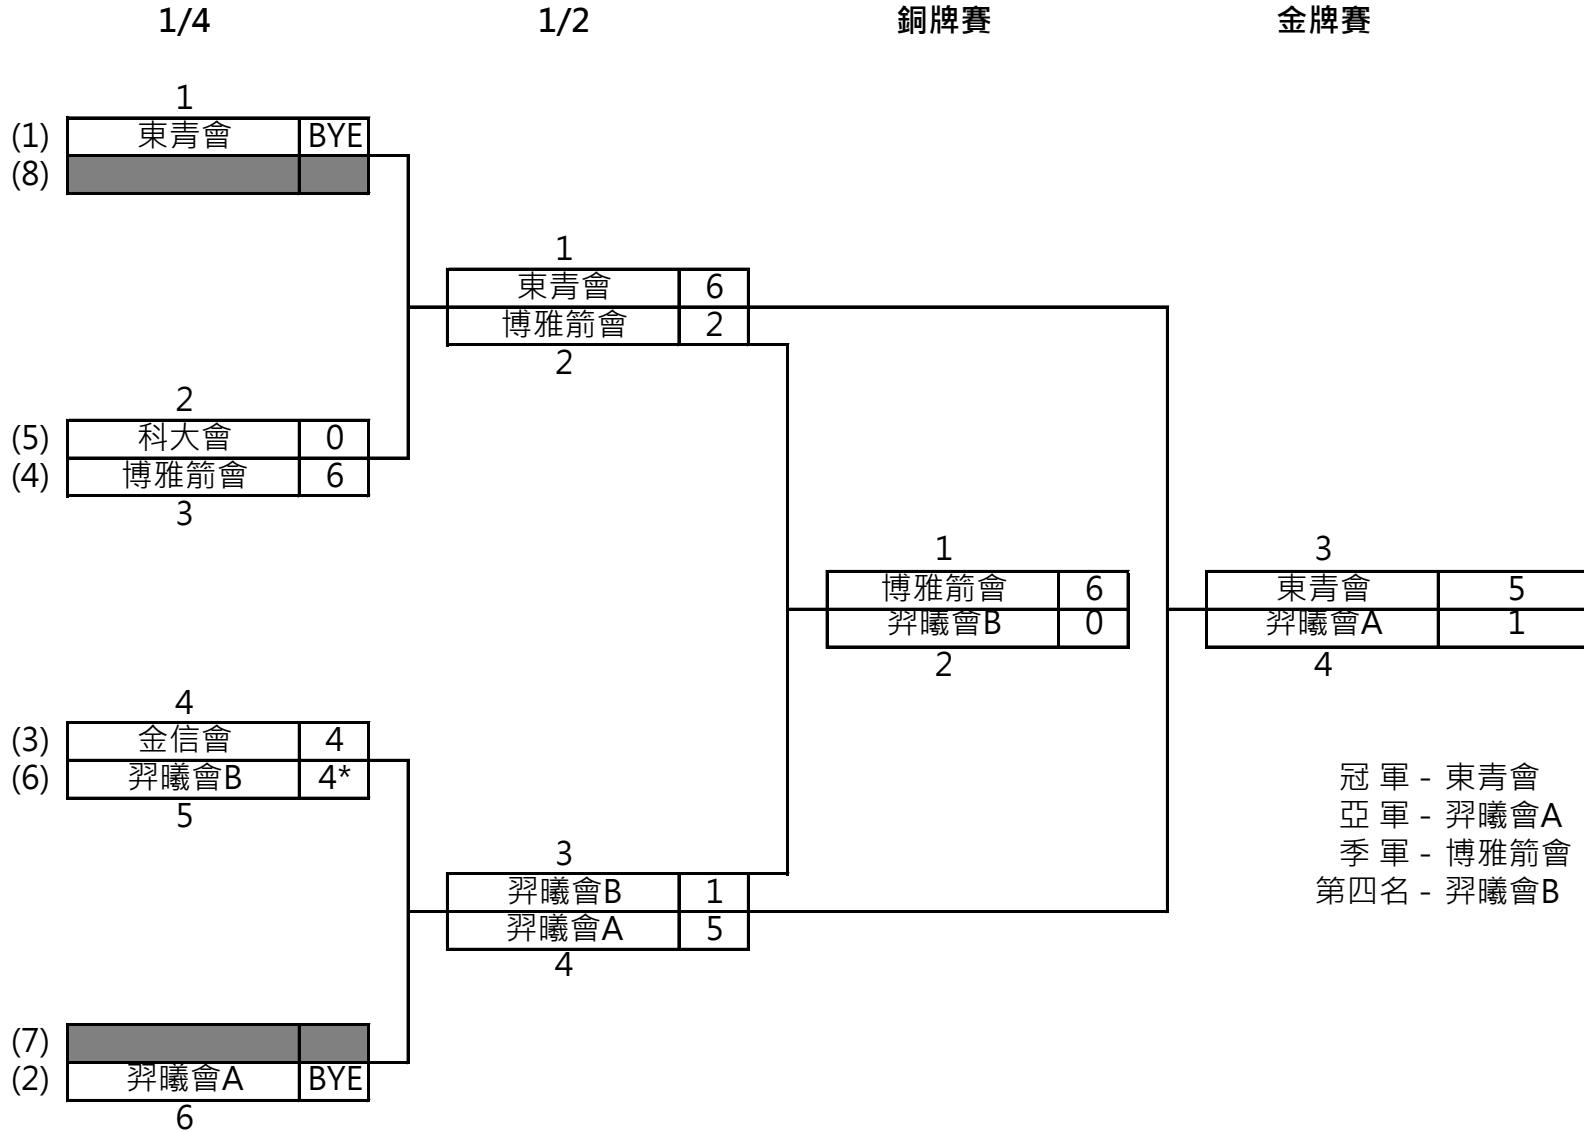 1/4 1/2 銅牌賽 金牌賽
1
(1) 東青會 BYE
(8)
1
東青會 6
博雅箭會 2
2
2
(5) 科大會 0
(4) 博雅箭會 6
3
1 3
博雅箭會 6 東青會 5
羿曦會B 0 羿曦會A 1
2 4
4
(3) 金信會 4
(6) 羿曦會B 4*
5
冠 軍 - 東青會
亞 軍 - 羿曦會A
季 軍 - 博雅箭會
第四名 - 羿曦會B
3
羿曦會B 1
羿曦會A 5
4
(7)
(2) 羿曦會A BYE
6